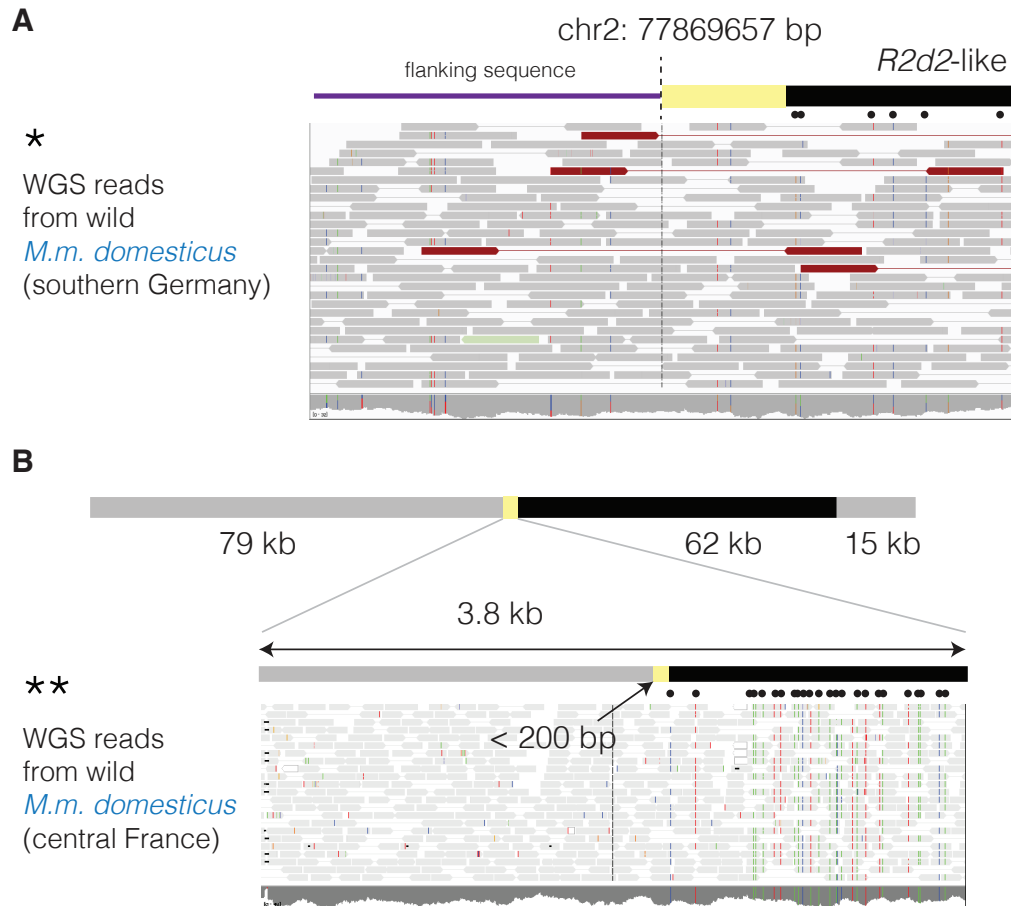 A
chr2: 77869657 bp
flanking sequence
R2d2-like
*
WGS reads
from wild
M.m. domesticus
(southern Germany)
B
79 kb
62 kb
15 kb
3.8 kb
**
< 200 bp
WGS reads
from wild
M.m. domesticus
(central France)